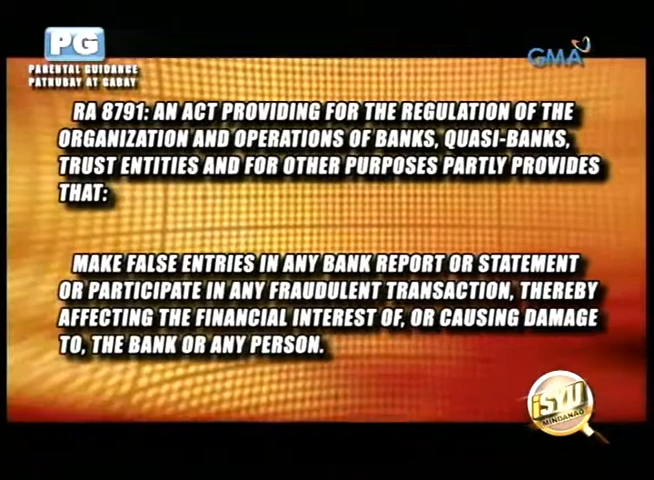 PG
PARENTAL GUIDANCE
PATNUBAY AT GABAY
GMA
RA 8791: AN ACT PROVIDING FOR THE REGULATION OF THE
ORGANIZATION AND OPERATIONS OF BANKS, QUASI-BANKS,
TRUST ENTITIES AND FOR OTHER PURPOSES PARTLY PROVIDES
THAT:
MAKE FALSE ENTRIES IN ANY BANK REPORT OR STATEMENT
OR PARTICIPATE IN ANY FRAUDULENT TRANSACTION, THEREBY
AFFECTING THE FINANCIAL INTEREST OF, OR CAUSING DAMAGE
TO, THE BANK OR ANY PERSON.
iSYU
MINDANAO